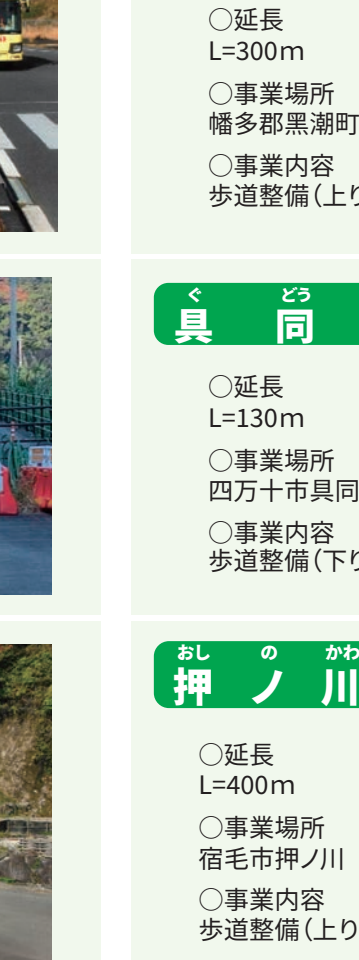 ○延長
L=300m
○事業場所
幡多郡黒潮町
○事業内容
歩道整備(上り
ぐ どう
具 同
○延長
L=130m
○事業場所
四万十市具同
○事業内容
歩道整備(下り
おし の かわ
押 ノ 川
○延長
L=400m
○事業場所
宿毛市押ノ川
○事業内容
歩道整備(上り